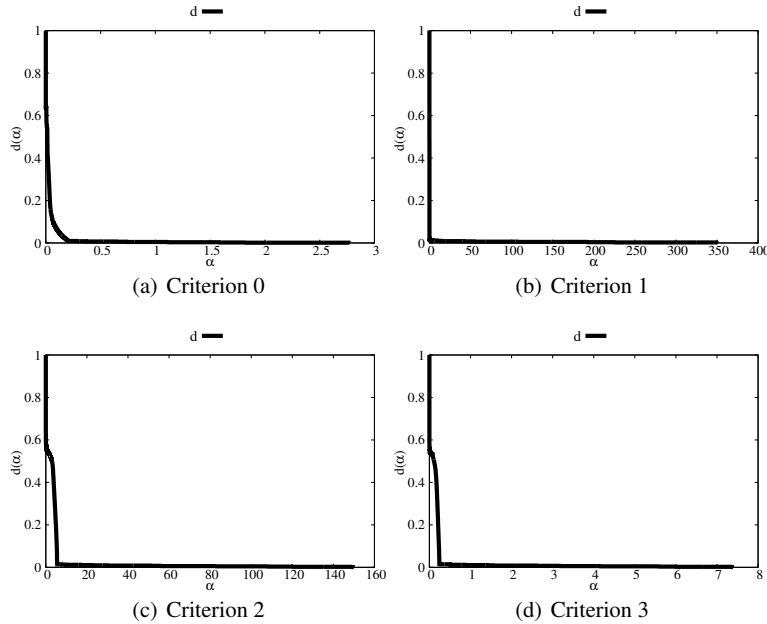 d
d
1
0.8
0.6
0.4
0.2
0
d(α)
0 0.5 1 1.5 2 2.5 3
α
1
0.8
0.6
0.4
0.2
0
d(α)
0 50 100 150 200 250 300 350 400
α
(a) Criterion 0
(b) Criterion 1
d
d
1
0.8
0.6
0.4
0.2
0
d(α)
0 20 40 60 80 100 120 140 160
α
1
0.8
0.6
0.4
0.2
0
d(α)
0 1 2 3 4 5 6 7 8
α
(c) Criterion 2
(d) Criterion 3